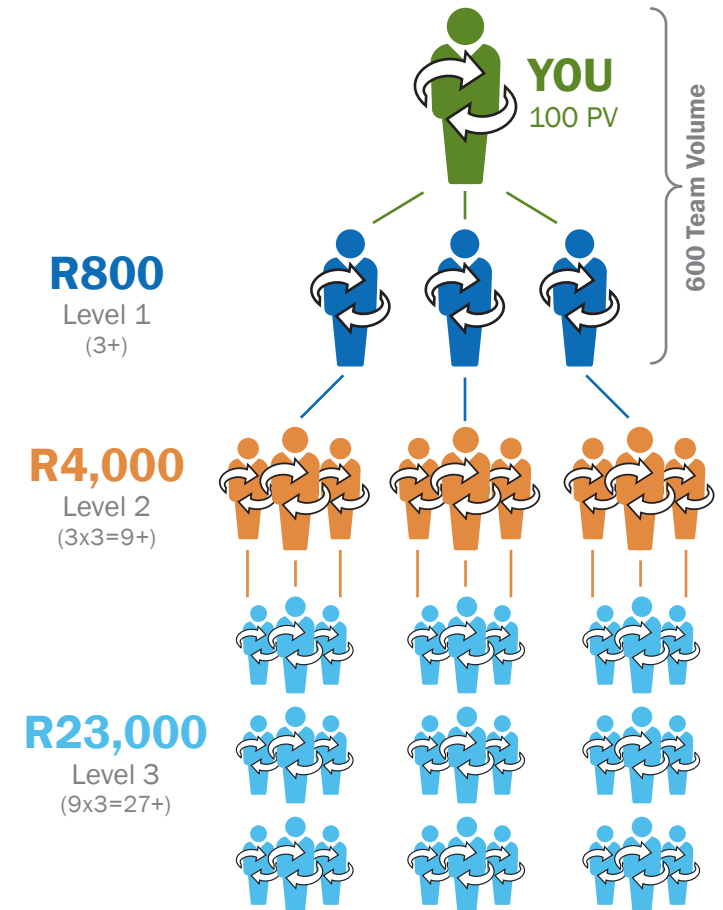 YOU
100 PV
600 Team Volume
R800
Level 1
(3+)
R4,000
Level 2
(3x3=9+)
R23,000
Level 3
(9x3=27+)